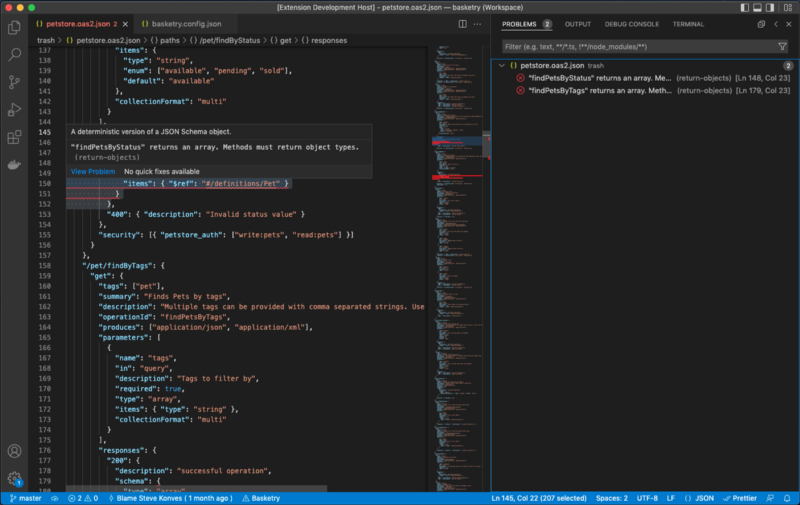 [Extension Development Host] - petstore.oas2.json — basketry (Workspace)
{} petstore.oas2.json 2 ×
{} basketry.config.json
trash > {} petstore.oas2.json > {} paths > {} /pet/findByStatus > {} get > {} responses
137 "items": {
138 "type": "string",
139 "enum": ["available", "pending", "sold"],
140 "default": "available"
141 },
142 "collectionFormat": "multi"
143 }
144 ],
145
A deterministic version of a JSON Schema object.
"findPetsByStatus" returns an array. Methods must return object types.
(return-objects)
View Problem No quick fixes available
150 "items": { "$ref": "#/definitions/Pet" }
151 }
152 },
153 "400": { "description": "Invalid status value" }
154 },
155 "security": [{ "petstore_auth": ["write:pets", "read:pets"] }]
156 }
157 },
158 "/pet/findByTags": {
159 "get": {
160 "tags": ["pet"],
161 "summary": "Finds Pets by tags",
162 "description": "Multiple tags can be provided with comma separated strings. Use
163 "operationId": "findPetsByTags",
164 "produces": ["application/json", "application/xml"],
165 "parameters": [
166 {
167 "name": "tags",
168 "in": "query",
169 "description": "Tags to filter by",
170 "required": true,
171 "type": "array",
172 "items": { "type": "string" },
173 "collectionFormat": "multi"
174 }
175 ],
176 "responses": {
177 "200": {
178 "description": "successful operation",
179 "schema": {
180 "type": "array",
PROBLEMS 2 OUTPUT DEBUG CONSOLE TERMINAL
Filter (e.g. text, **/*.ts, !**/node_modules/**)
{} petstore.oas2.json trash 2
"findPetsByStatus" returns an array. Me... (return-objects) [Ln 148, Col 23]
"findPetsByTags" returns an array. Meth... (return-objects) [Ln 179, Col 23]
1
master 2 0 Blame Steve Konves ( 1 month ago ) Basketry
Ln 145, Col 22 (207 selected) Spaces: 2 UTF-8 LF {} JSON Prettier